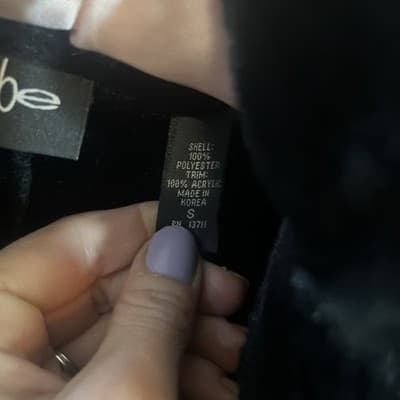 be
SHELL:
100%
POLYESTER
TRIM:
100% ACRYLIC
MADE IN
KOREA
S
RN 13711